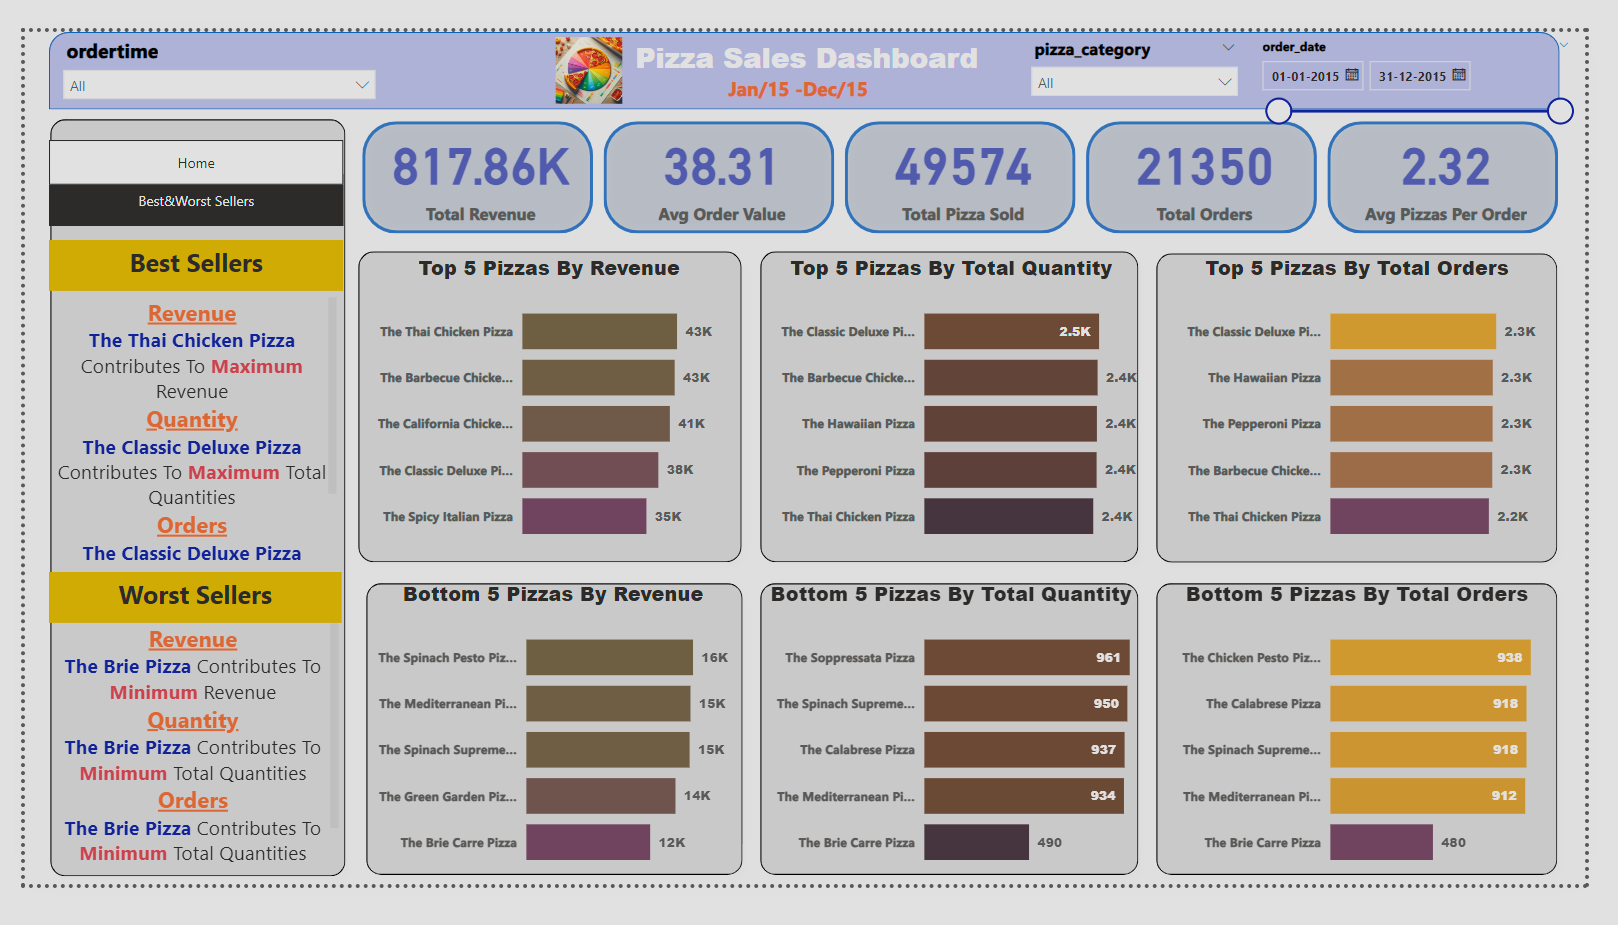 ordertime
All
Pizza Sales Dashboard
Jan/15 -Dec/15
pizza_category
All
order_date
01-01-2015
31-12-2015
Home
Best&Worst Sellers
817.86K
Total Revenue
38.31
Avg Order Value
49574
Total Pizza Sold
21350
Total Orders
2.32
Avg Pizzas Per Order
Best Sellers
Revenue
The Thai Chicken Pizza
Contributes To Maximum
Revenue
Quantity
The Classic Deluxe Pizza
Contributes To Maximum Total
Quantities
Orders
The Classic Deluxe Pizza
Worst Sellers
Revenue
The Brie Pizza Contributes To
Minimum Revenue
Quantity
The Brie Pizza Contributes To
Minimum Total Quantities
Orders
The Brie Pizza Contributes To
Minimum Total Quantities
Top 5 Pizzas By Revenue
The Thai Chicken Pizza 43K
The Barbecue Chicke... 43K
The California Chicke... 41K
The Classic Deluxe Pi... 38K
The Spicy Italian Pizza 35K
Top 5 Pizzas By Total Quantity
The Classic Deluxe Pi... 2.5K
The Barbecue Chicke... 2.4K
The Hawaiian Pizza 2.4K
The Pepperoni Pizza 2.4K
The Thai Chicken Pizza 2.4K
Top 5 Pizzas By Total Orders
The Classic Deluxe Pi... 2.3K
The Hawaiian Pizza 2.3K
The Pepperoni Pizza 2.3K
The Barbecue Chicke... 2.3K
The Thai Chicken Pizza 2.2K
Bottom 5 Pizzas By Revenue
The Spinach Pesto Piz... 16K
The Mediterranean Pi... 15K
The Spinach Supreme... 15K
The Green Garden Piz... 14K
The Brie Carre Pizza 12K
Bottom 5 Pizzas By Total Quantity
The Soppressata Pizza 961
The Spinach Supreme... 950
The Calabrese Pizza 937
The Mediterranean Pi... 934
The Brie Carre Pizza 490
Bottom 5 Pizzas By Total Orders
The Chicken Pesto Piz... 938
The Calabrese Pizza 918
The Spinach Supreme... 918
The Mediterranean Pi... 912
The Brie Carre Pizza 480